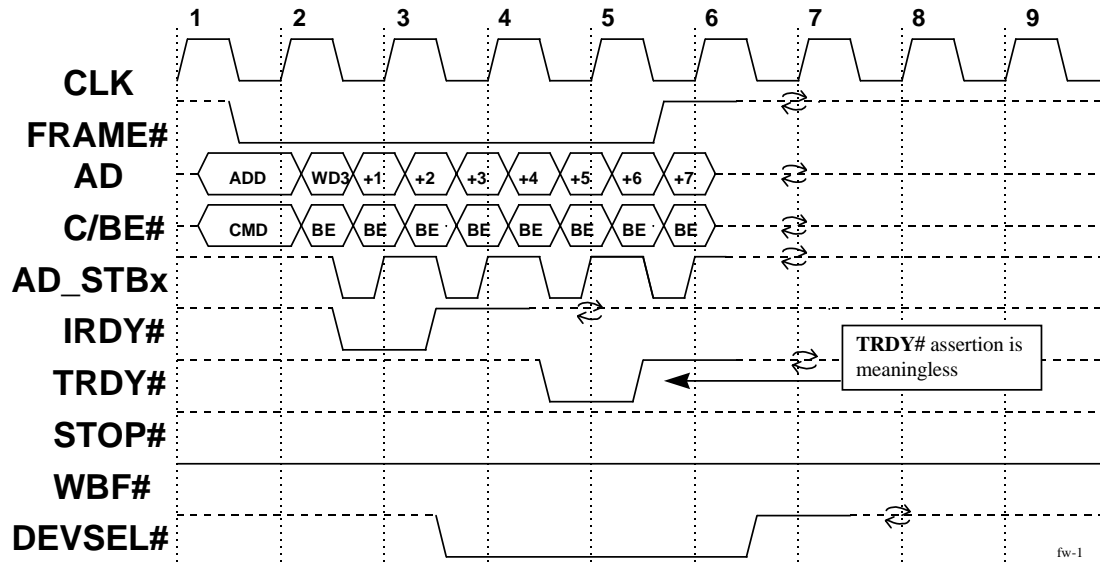 1 2 3 4 5 6 7 8 9
CLK
FRAME#
AD ADD WD3 +1 +2 +3 +4 +5 +6 +7
C/BE# CMD BE BE BE BE BE BE BE BE
AD_STBx
IRDY#
TRDY#
TRDY# assertion is
meaningless
STOP#
WBF#
DEVSEL#
fw-1